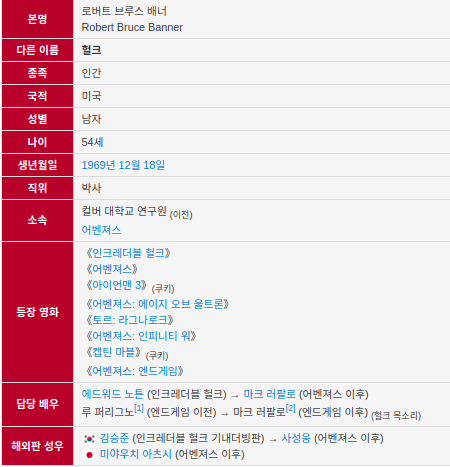 본명
로버트 브루스 배너
Robert Bruce Banner
다른 이름 헐크
종족 인간
국적 미국
성별 남자
나이 54세
생년월일 1969년 12월 18일
직위 박사
소속
컬버 대학교 연구원 (이전)
어벤져스
등장 영화
《인크레더블 헐크》
《어벤져스》
《아이언맨 3》 (쿠키)
《어벤져스: 에이지 오브 울트론》
《토르: 라그나로크》
《어벤져스: 인피니티 워》
《캡틴 마블》 (쿠키)
《어벤져스: 엔드게임》
담당 배우
에드워드 노튼 (인크레더블 헐크) → 마크 러팔로 (어벤져스 이후)
루 퍼리그노[1] (엔드게임 이전) → 마크 러팔로[2] (엔드게임 이후) (헐크 목소리)
해외판 성우
김승준 (인크레더블 헐크 기내더빙판) → 사성웅 (어벤져스 이후)
미야우치 아츠시 (어벤져스 이후)